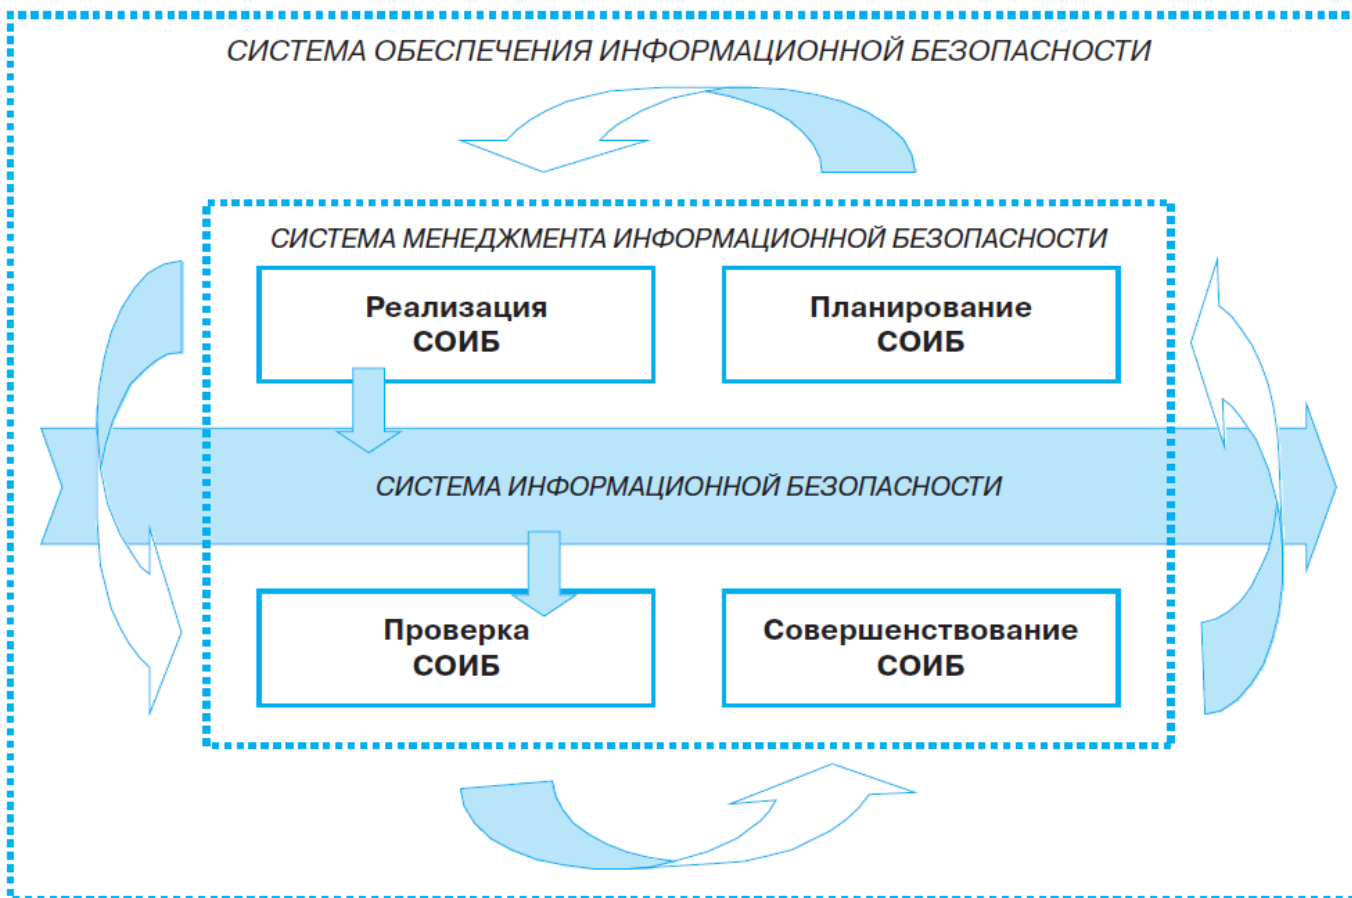 СИСТЕМА ОБЕСПЕЧЕНИЯ ИНФОРМАЦИОННОЙ БЕЗОПАСНОСТИ
СИСТЕМА МЕНЕДЖМЕНТА ИНФОРМАЦИОННОЙ БЕЗОПАСНОСТИ
Реализация
СОИБ
Планирование
СОИБ
СИСТЕМА ИНФОРМАЦИОННОЙ БЕЗОПАСНОСТИ
Проверка
СОИБ
Совершенствование
СОИБ